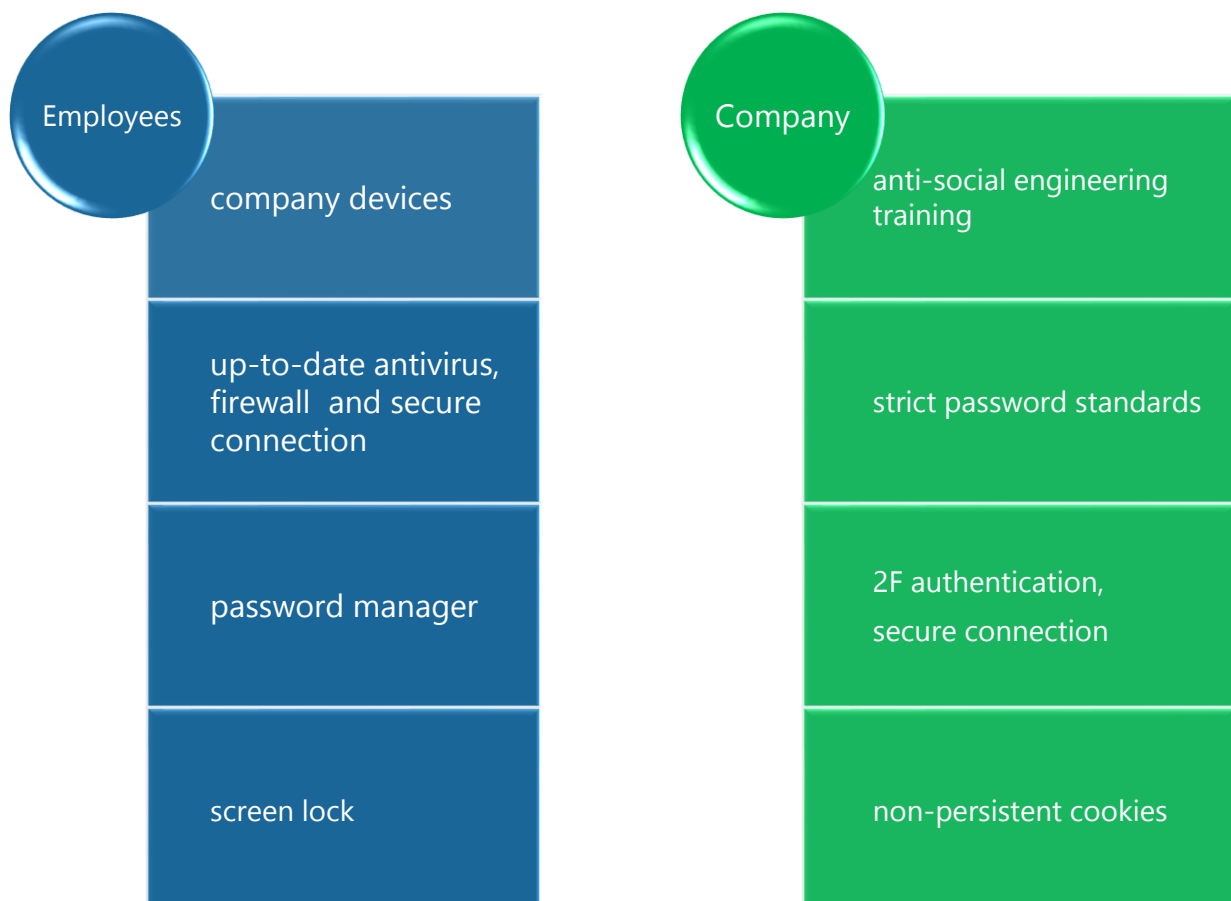 Employees
company devices
up-to-date antivirus,
firewall  and secure
connection
password manager
screen lock
Company
anti-social engineering
training
strict password standards
2F authentication,
secure connection
non-persistent cookies